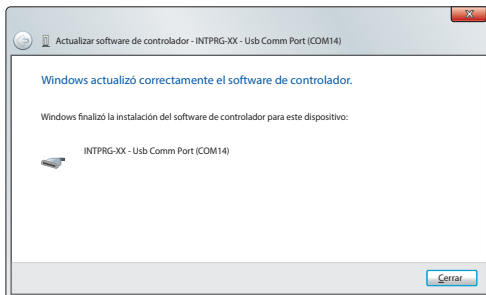 Actualizar software de controlador - INTPRG-XX - Usb Comm Port (COM14)
Windows actualizó correctamente el software de controlador.
Windows finalizó la instalación del software de controlador para este dispositivo:
INTPRG-XX - Usb Comm Port (COM14)
Cerrar